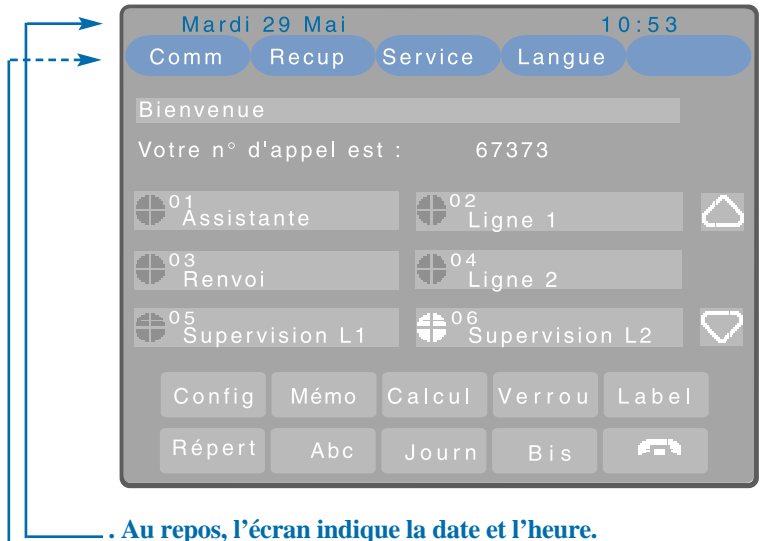 Mardi 29 Mai 10:53
Comm Recup Service Langue
Bienvenue
Votre n° d'appel est : 67373
01 Assistante 02 Ligne 1
03 Renvoi 04 Ligne 2
05 Supervision L1 06 Supervision L2
Config Mémo Calcul Verrou Label
Répert Abc Journ Bis
. Au repos, l'écran indique la date et l'heure.